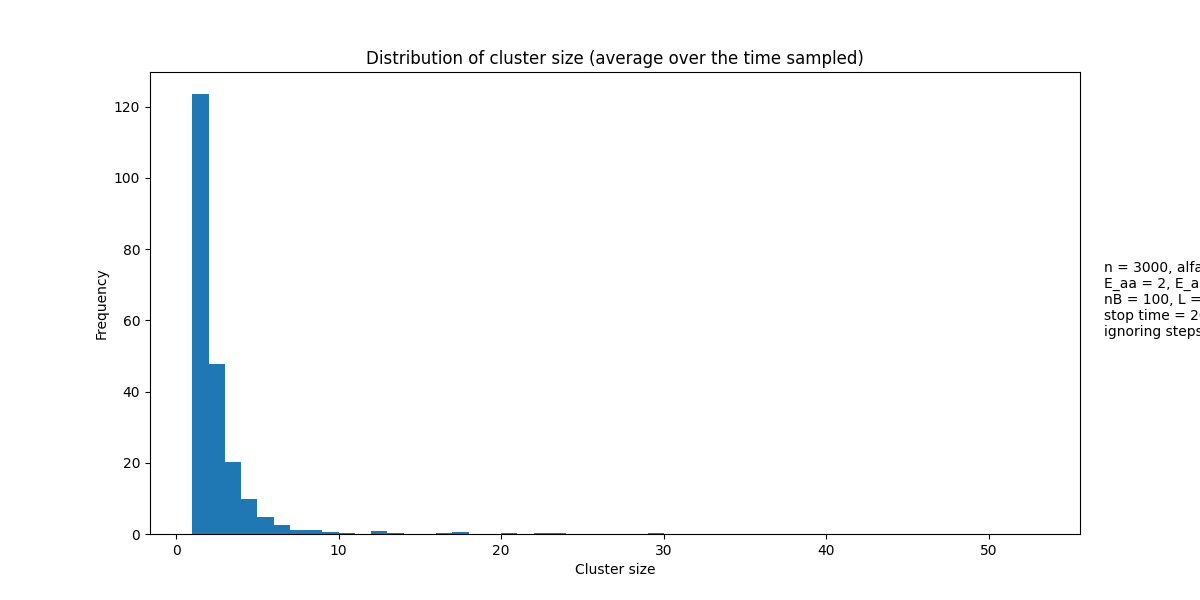 Distribution of cluster size (average over the time sampled)
120
100
80
60
40
20
0
Frequency
0 10 20 30 40 50
Cluster size
n = 3000, alfa
E_aa = 2, E_a
nB = 100, L =
stop time = 2
ignoring steps